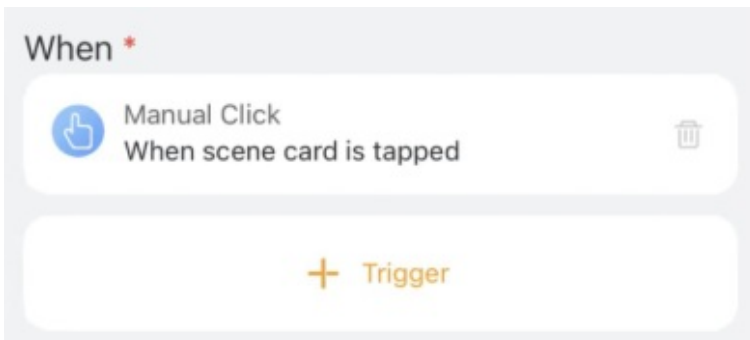 When *
Manual Click
When scene card is tapped
+ Trigger